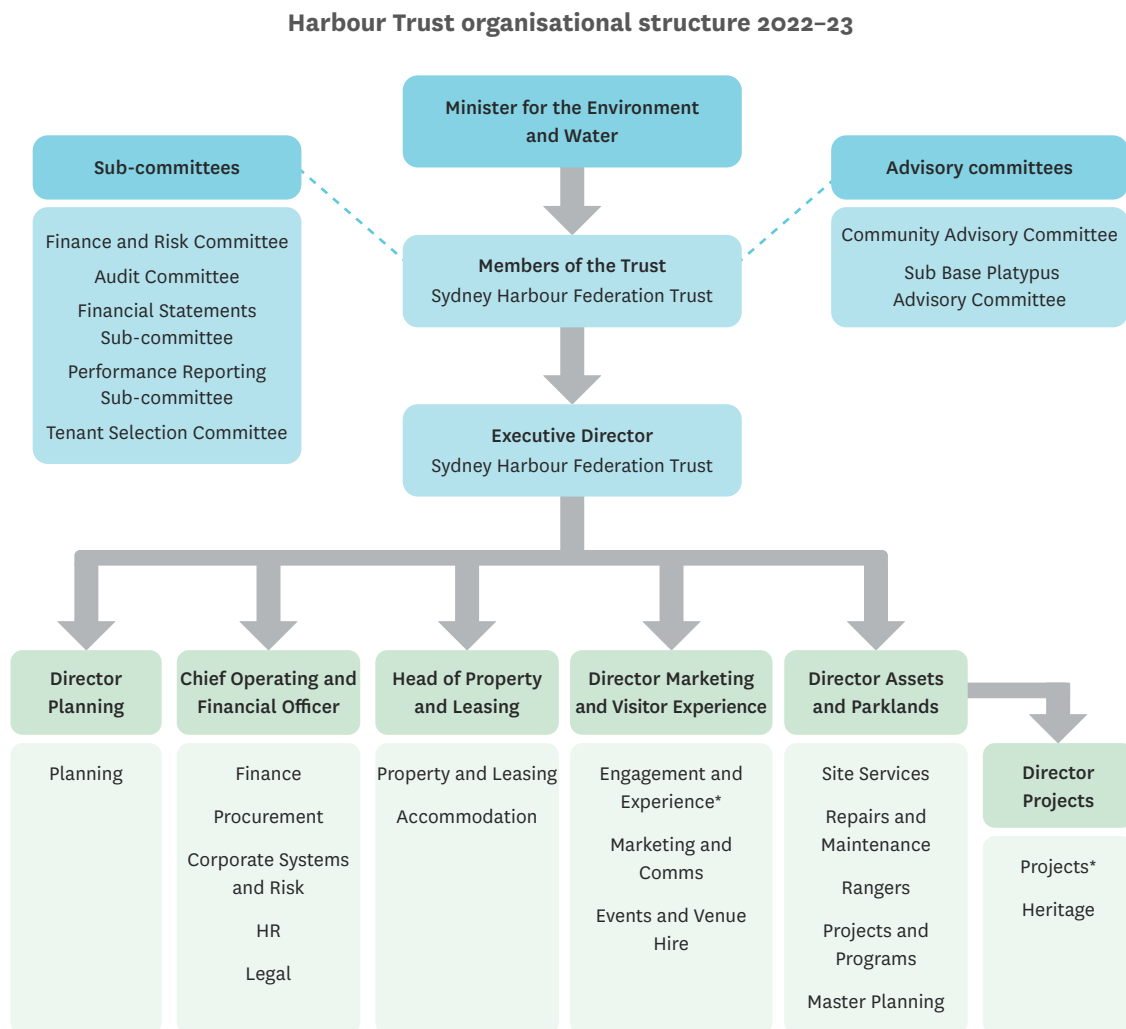 Harbour Trust organisational structure 2022–23
Minister for the Environment
and Water
Sub-committees
Finance and Risk Committee
Audit Committee
Financial Statements
Sub-committee
Performance Reporting
Sub-committee
Tenant Selection Committee
Advisory committees
Community Advisory Committee
Sub Base Platypus
Advisory Committee
Members of the Trust
Sydney Harbour Federation Trust
Executive Director
Sydney Harbour Federation Trust
Director
Planning
Planning
Chief Operating and
Financial Officer
Finance
Procurement
Corporate Systems
and Risk
HR
Legal
Head of Property
and Leasing
Property and Leasing
Accommodation
Director Marketing
and Visitor Experience
Engagement and
Experience*
Marketing and
Comms
Events and Venue
Hire
Director Assets
and Parklands
Site Services
Repairs and
Maintenance
Rangers
Projects and
Programs
Master Planning
Director
Projects
Projects*
Heritage